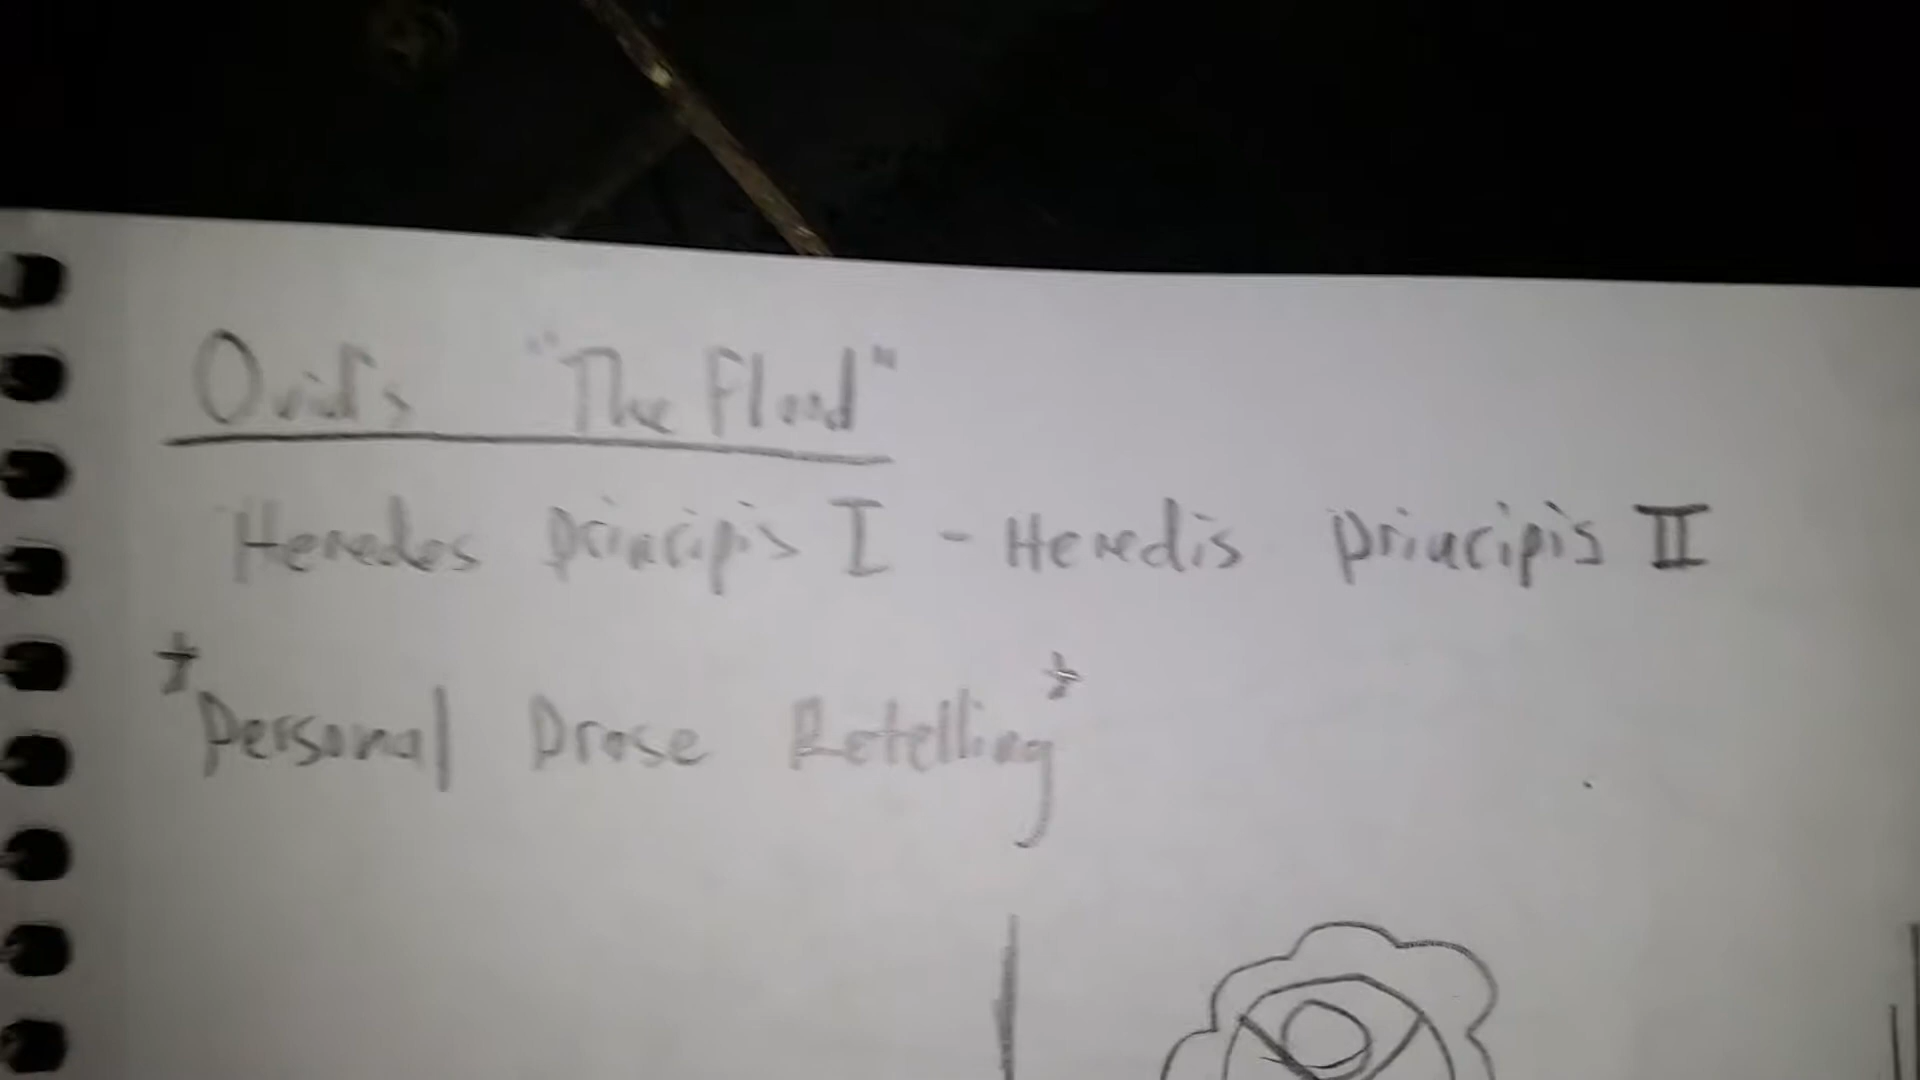 Ovid's "The Flood"
Heredes principis I - Heredis principis II
*Personal Prose Retelling*